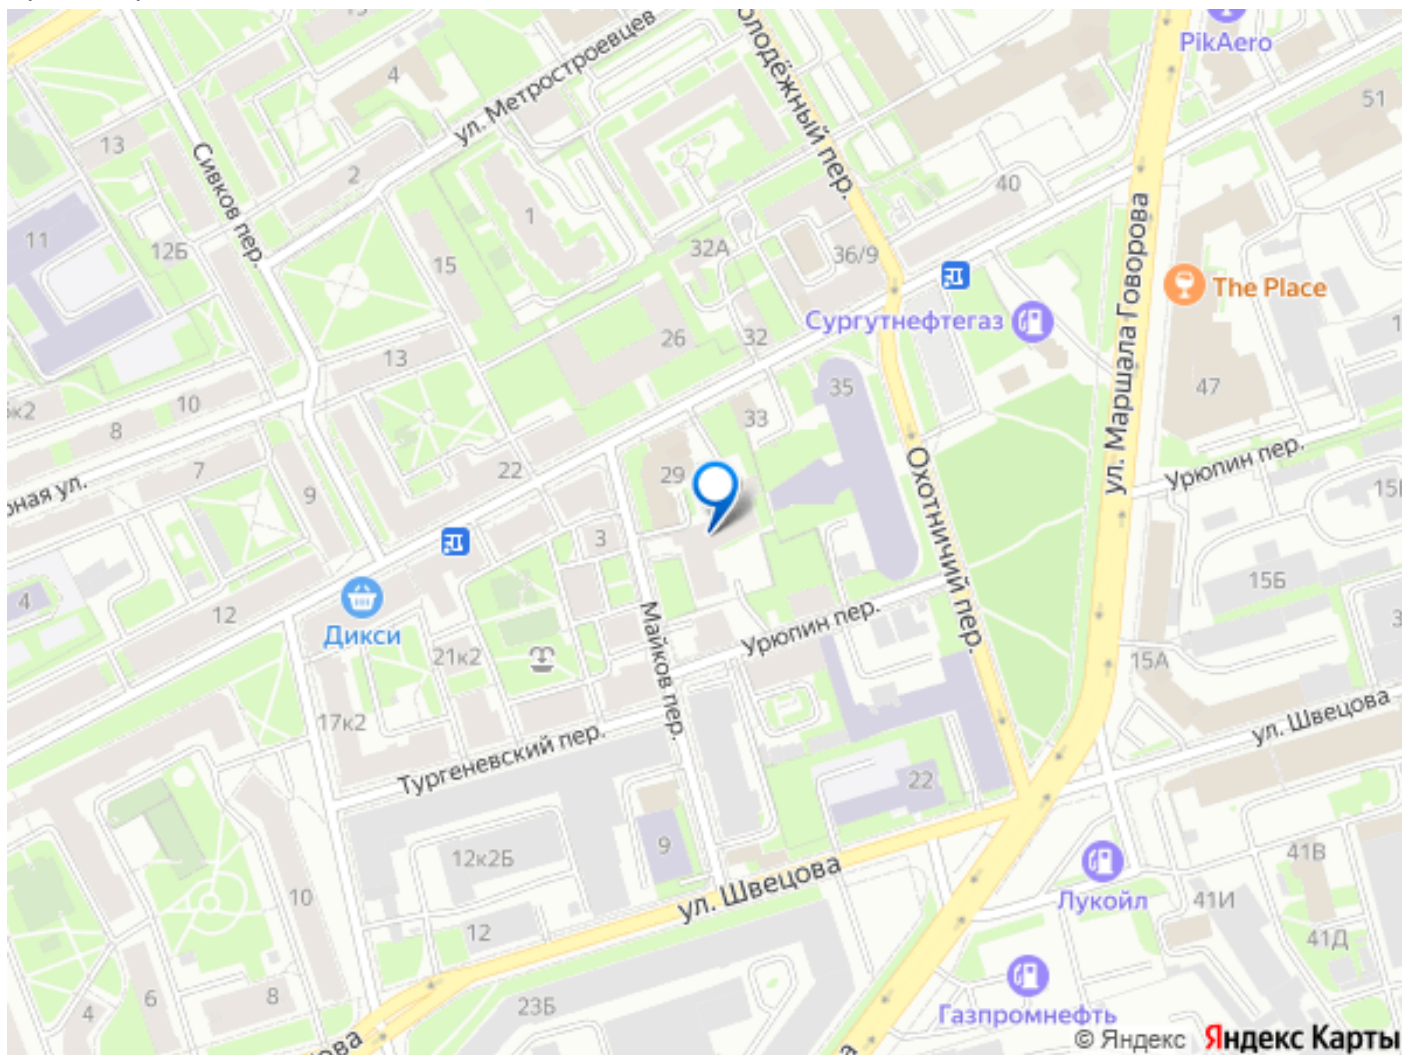 PikAero
олодёжный пер.
ул. Метростроевцев
4
51
13
Сивков пер.
2
40
11
12Б
1
15
32А
36/9
ул. Маршала Говорова
The Place
Сургутнефтегаз
26
32
13
35
47
к2
10
8
33
7
22
29
Урюпин пер.
рная ул.
9
Охотничий пер.
3
15Б
4
12
Дикси
21к2
Майков пер.
Урюпин пер.
15А
17к2
Тургеневский пер.
ул. Швецова
22
9
12к2Б
ул. Швецова
41В
10
Лукойл
41И
12
41Д
6
8
4
23Б
Газпромнефть
ова
© Яндекс Яндекс Карты